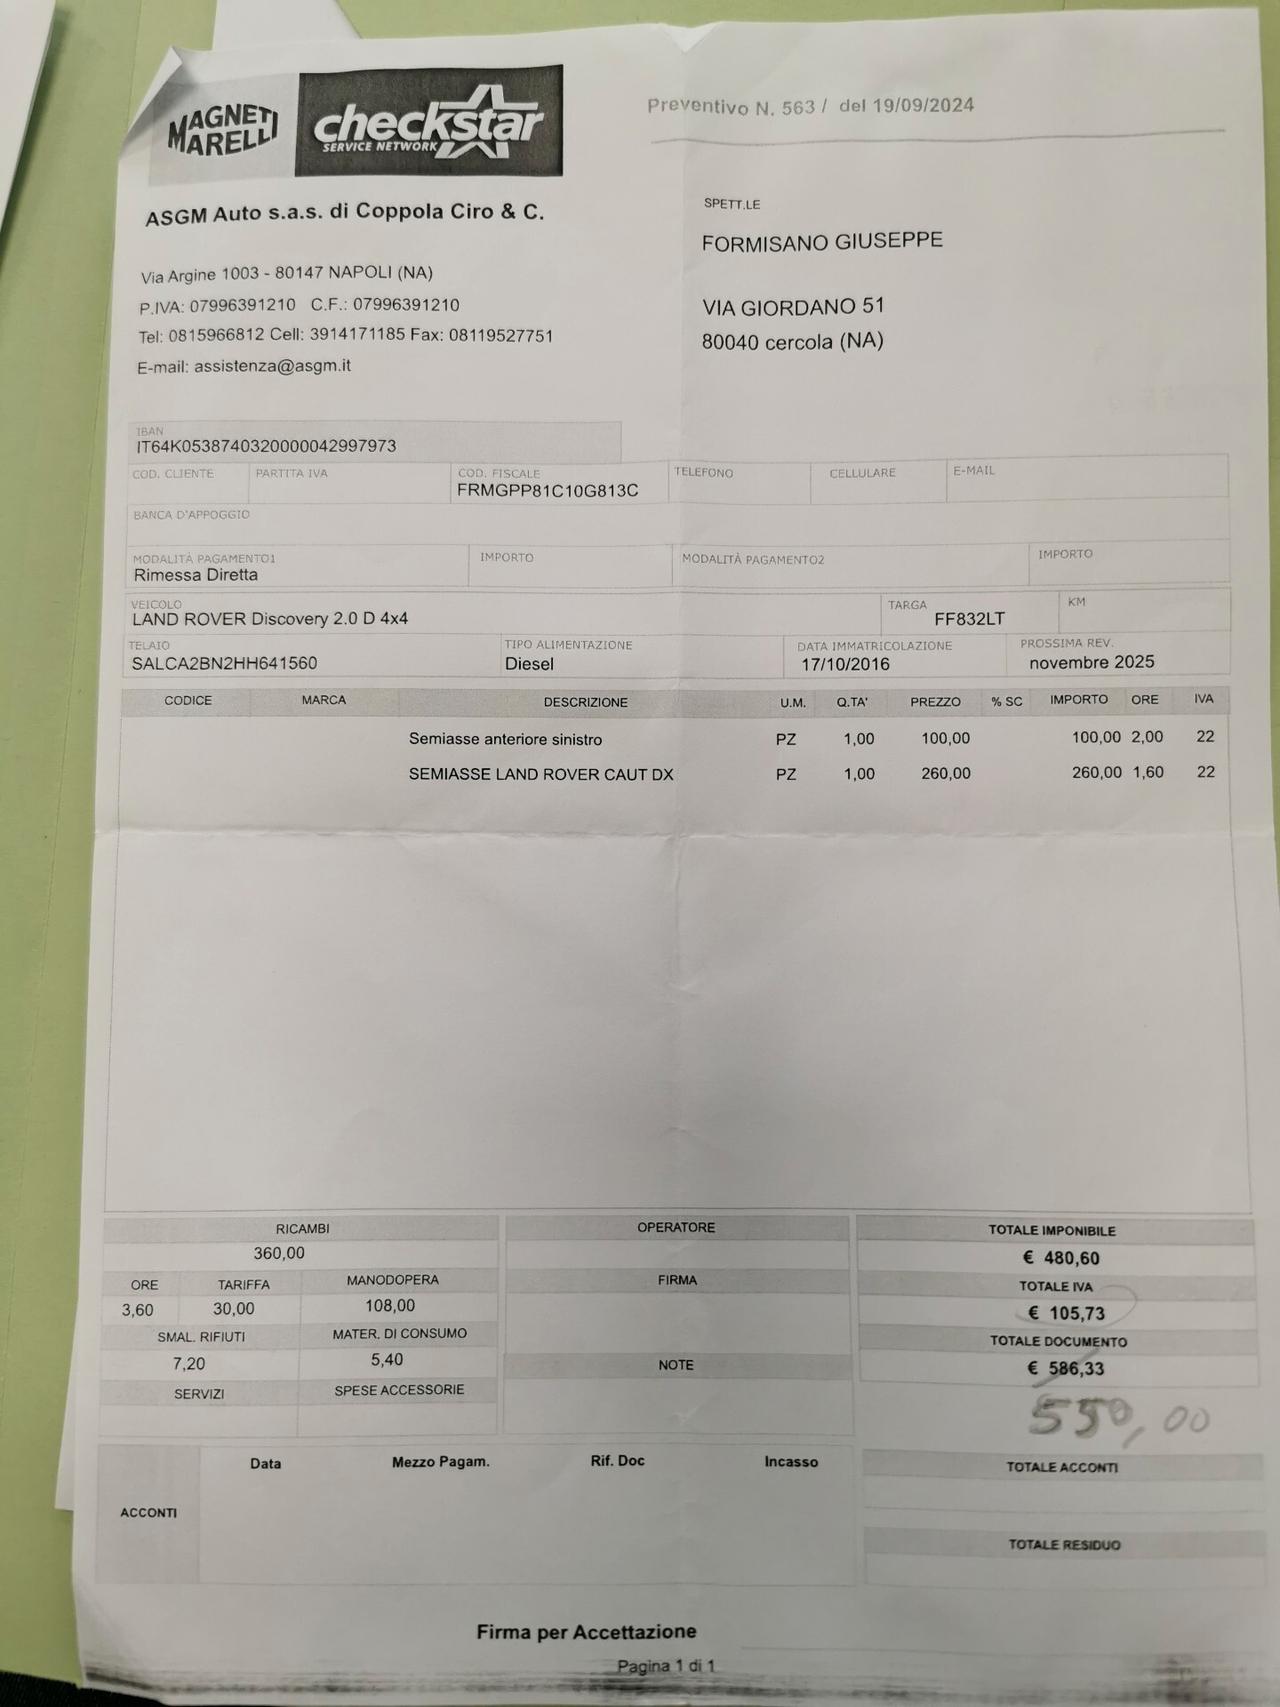 MAGNETI
MARELLI
checkstar
SERVICE NETWORK
Preventivo N. 563 / del 19/09/2024
ASGM Auto s.a.s. di Coppola Ciro & C.
Via Argine 1003 - 80147 NAPOLI (NA)
P.IVA: 07996391210 C.F.: 07996391210
Tel: 0815966812 Cell: 3914171185 Fax: 08119527751
E-mail: assistenza@asgm.it
SPETT.LE
FORMISANO GIUSEPPE
VIA GIORDANO 51
80040 cercola (NA)
IBAN
IT64K0538740320000042997973
COD. CLIENTE PARTITA IVA COD. FISCALE TELEFONO CELLULARE E-MAIL
FRMGPP81C10G813C
BANCA D'APPOGGIO
MODALITÀ PAGAMENTO1 IMPORTO MODALITÀ PAGAMENTO2 IMPORTO
Rimessa Diretta
VEICOLO TARGA KM
LAND ROVER Discovery 2.0 D 4x4 FF832LT
TELAIO TIPO ALIMENTAZIONE DATA IMMATRICOLAZIONE PROSSIMA REV.
SALCA2BN2HH641560 Diesel 17/10/2016 novembre 2025
CODICE MARCA DESCRIZIONE U.M. Q.TA' PREZZO % SC IMPORTO ORE IVA
Semiasse anteriore sinistro PZ 1,00 100,00 100,00 2,00 22
SEMIASSE LAND ROVER CAUT DX PZ 1,00 260,00 260,00 1,60 22
RICAMBI OPERATORE TOTALE IMPONIBILE
360,00 € 480,60
ORE TARIFFA MANODOPERA FIRMA TOTALE IVA
3,60 30,00 108,00 € 105,73
SMAL. RIFIUTI MATER. DI CONSUMO NOTE TOTALE DOCUMENTO
7,20 5,40 € 586,33
SERVIZI SPESE ACCESSORIE
550,00
Data Mezzo Pagam. Rif. Doc Incasso TOTALE ACCONTI
ACCONTI
TOTALE RESIDUO
Firma per Accettazione
Pagina 1 di 1